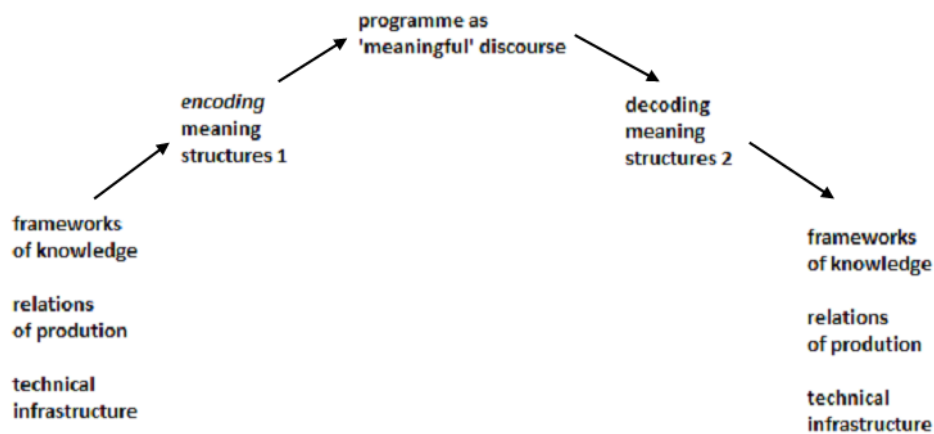 programme as
'meaningful' discourse
encoding
meaning
structures 1
decoding
meaning
structures 2
frameworks
of knowledge
relations
of prodution
technical
infrastructure
frameworks
of knowledge
relations
of prodution
technical
infrastructure